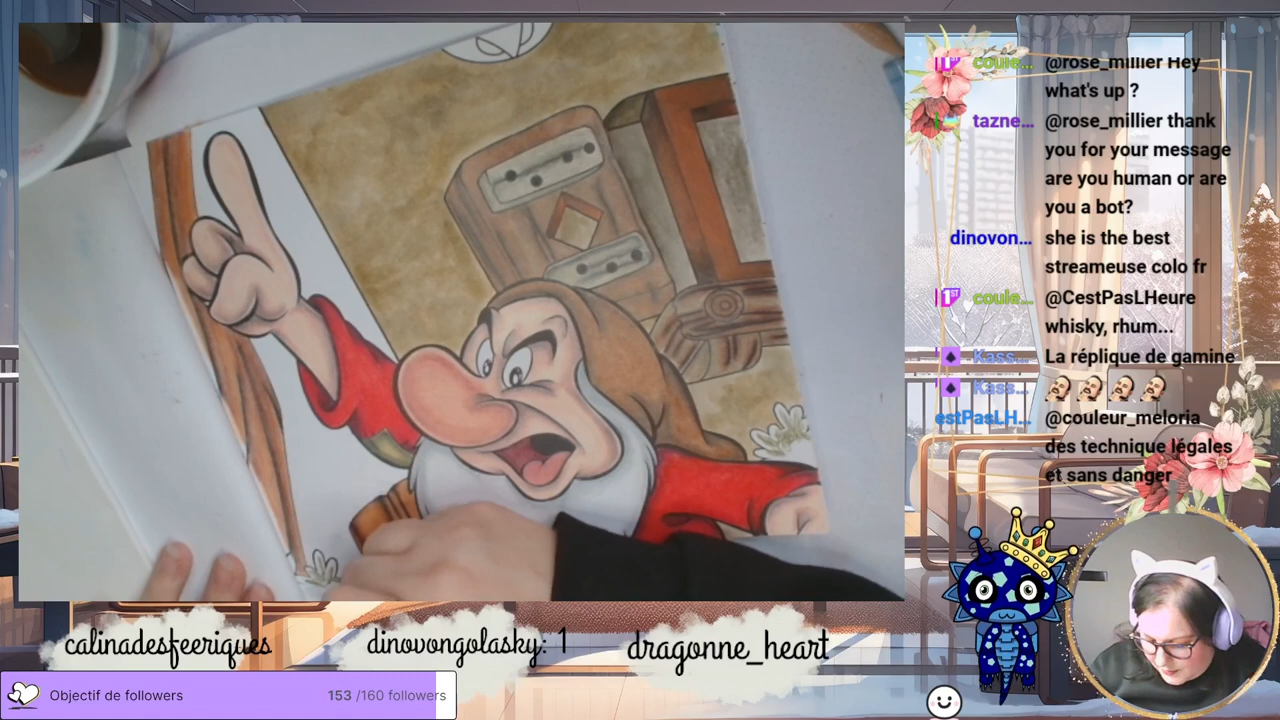 coule... @rose_millier Hey
what's up ?
tazne... @rose_millier thank
you for your message
are you human or are
you a bot?
dinovon... she is the best
streameuse colo fr
coule... @CestPasLHeure
whisky, rhum...
Kass... La réplique de gamine
Kass...
estPasLH... @couleur_meloria
des technique légales
et sans danger
calinadesfeeriques
dinovongolasky: 1
dragonne_heart
Objectif de followers 153 /160 followers